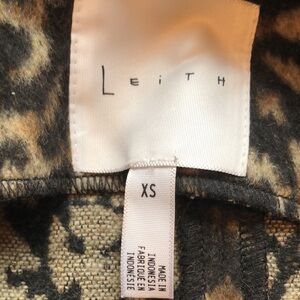 LEiTH
XS
MADE IN
INDONESIA
FABRIQUÉ EN
INDONÉSIE